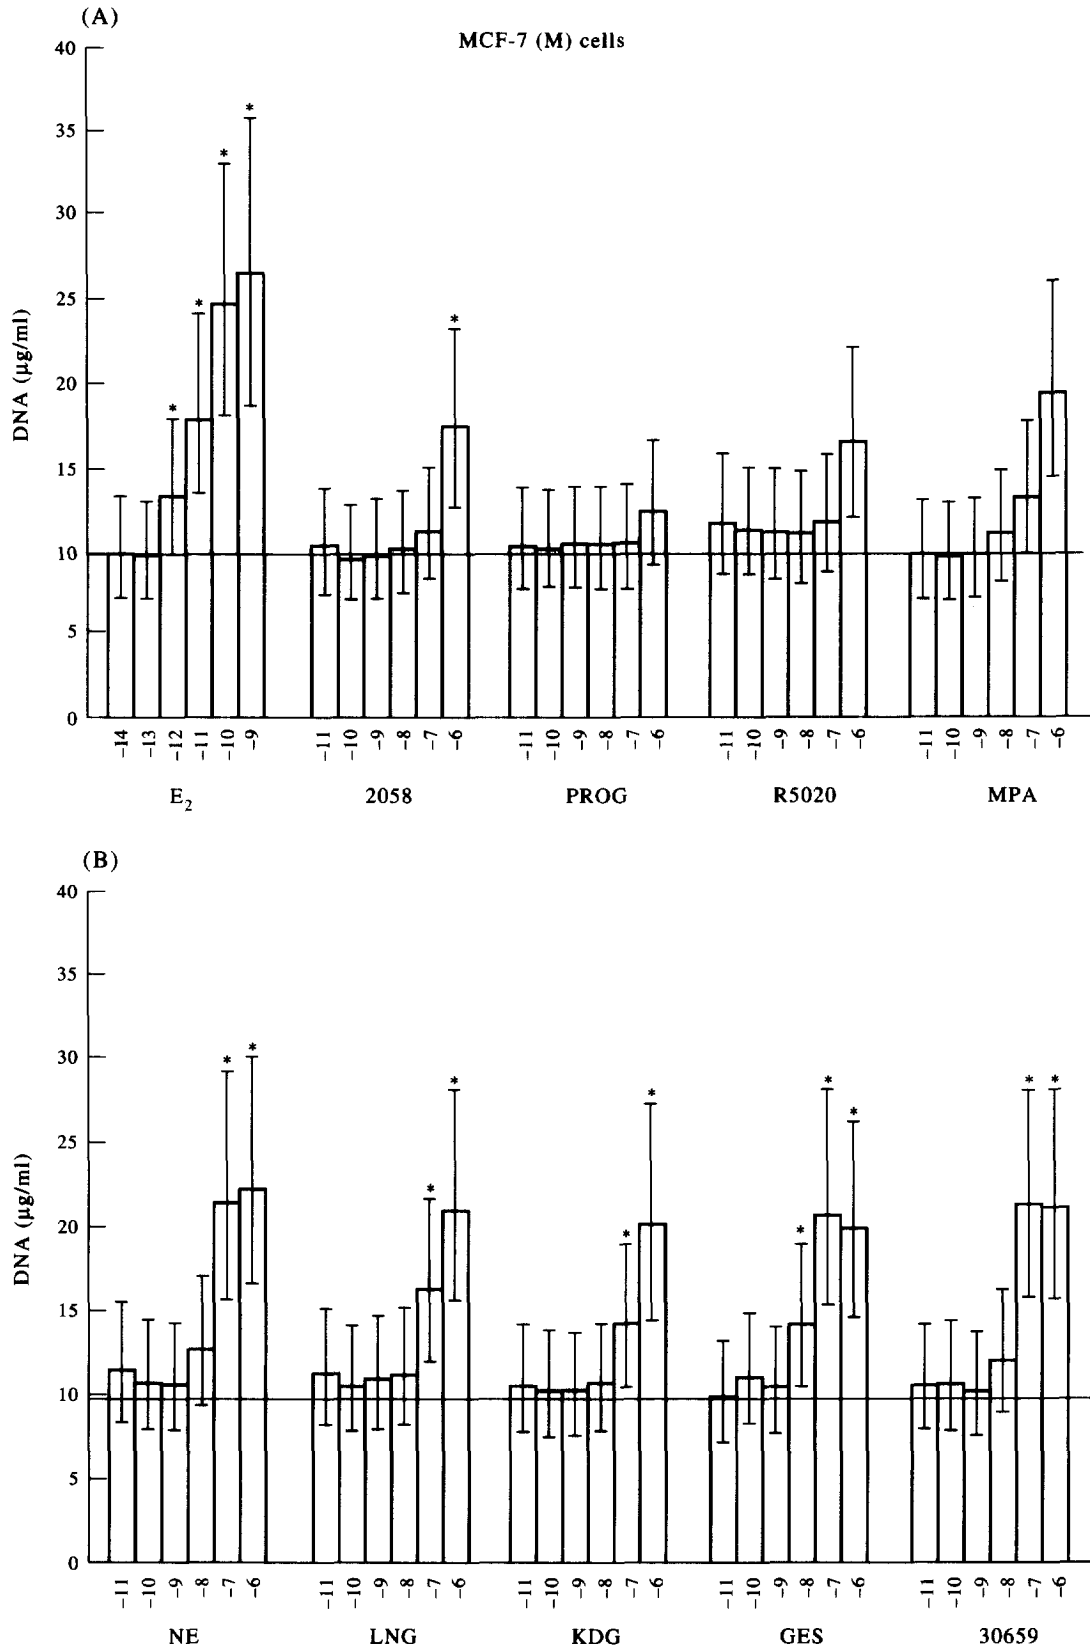 (A)
MCF-7 (M) cells
40
35
30
25
20
15
10
5
0
DNA (µg/ml)
* * * * *
-14 -13 -12 -11 -10 -9 -11 -10 -9 -8 -7 -6 -11 -10 -9 -8 -7 -6 -11 -10 -9 -8 -7 -6 -11 -10 -9 -8 -7 -6
E₂ 2058 PROG R5020 MPA
(B)
40
35
30
25
20
15
10
5
0
DNA (µg/ml)
* * * * * * * * * * *
-11 -10 -9 -8 -7 -6 -11 -10 -9 -8 -7 -6 -11 -10 -9 -8 -7 -6 -11 -10 -9 -8 -7 -6 -11 -10 -9 -8 -7 -6
NE LNG KDG GES 30659